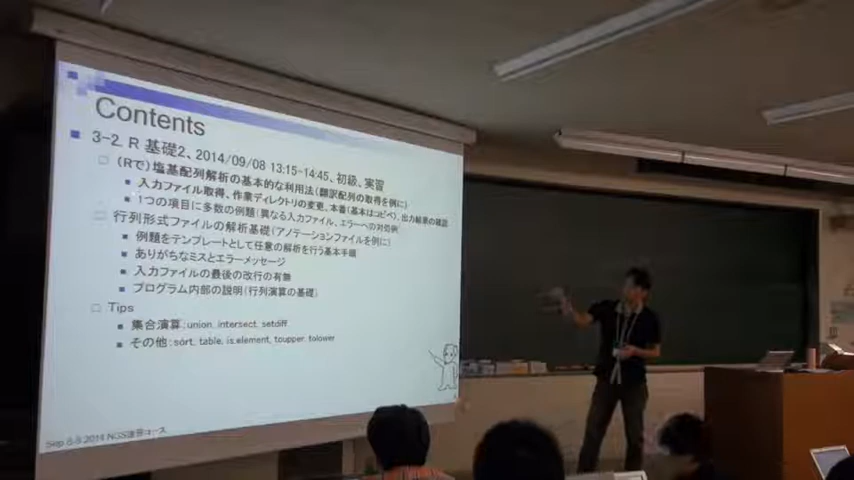 Contents
3-2. R 基礎2、2014/09/08 13:15-14:45、初級、実習
(Rで)塩基配列解析の基本的な利用法(翻訳配列の取得を例に)
入力ファイル取得、作業ディレクトリの変更、本番(基本はコピペ)、出力結果の確認
1つの項目に多数の例題(異なる入力ファイル、エラーへの対処例)
行列形式ファイルの解析基礎(アノテーションファイルを例に)
例題をテンプレートとして任意の解析を行う基本手順
ありがちなミスとエラーメッセージ
入力ファイルの最後の改行の有無
プログラム内部の説明(行列演算の基礎)
Tips
集合演算:union, intersect, setdiff
その他:sort, table, is.element, toupper, tolower
Sep 8-9 2014 NGS速習コース